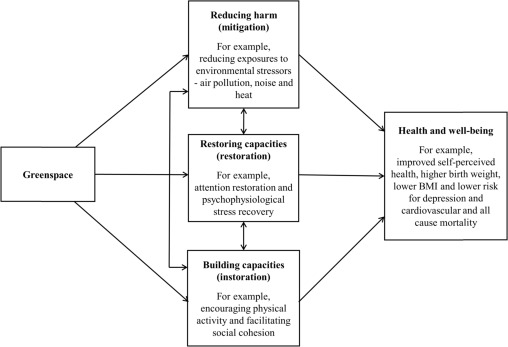 Reducing harm
(mitigation)
For example,
reducing exposures to
environmental stressors
- air pollution, noise and
heat
Greenspace
Restoring capacities
(restoration)
For example,
attention restoration and
psychophysiological
stress recovery
Building capacities
(instoration)
For example,
encouraging physical
activity and facilitating
social cohesion
Health and well-being
For example,
improved self-perceived
health, higher birth weight,
lower BMI and lower risk
for depression and
cardiovascular and all
cause mortality